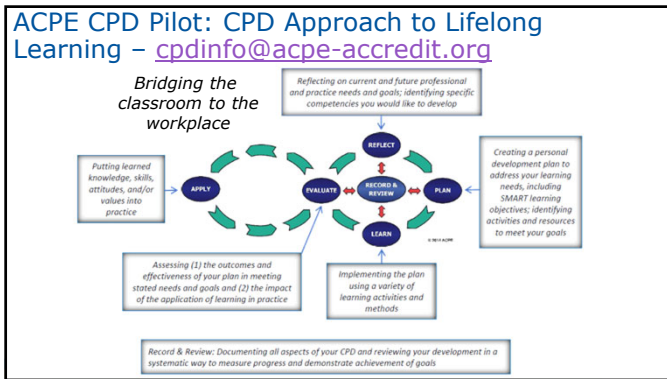 ACPE CPD Pilot: CPD Approach to Lifelong
Learning – cpdinfo@acpe-accredit.org
Bridging the
classroom to the
workplace
Reflecting on current and future professional
and practice needs and goals; identifying specific
competencies you would like to develop
REFLECT
Putting learned
knowledge, skills,
attitudes, and/or
values into
practice
APPLY
EVALUATE
RECORD &
REVIEW
PLAN
Creating a personal
development plan to
address your learning
needs, including
SMART learning
objectives; identifying
activities and resources
to meet your goals
LEARN
© 2014 ACPE
Assessing (1) the outcomes and
effectiveness of your plan in meeting
stated needs and goals and (2) the impact
of the application of learning in practice
Implementing the plan
using a variety of
learning activities and
methods
Record & Review: Documenting all aspects of your CPD and reviewing your development in a
systematic way to measure progress and demonstrate achievement of goals